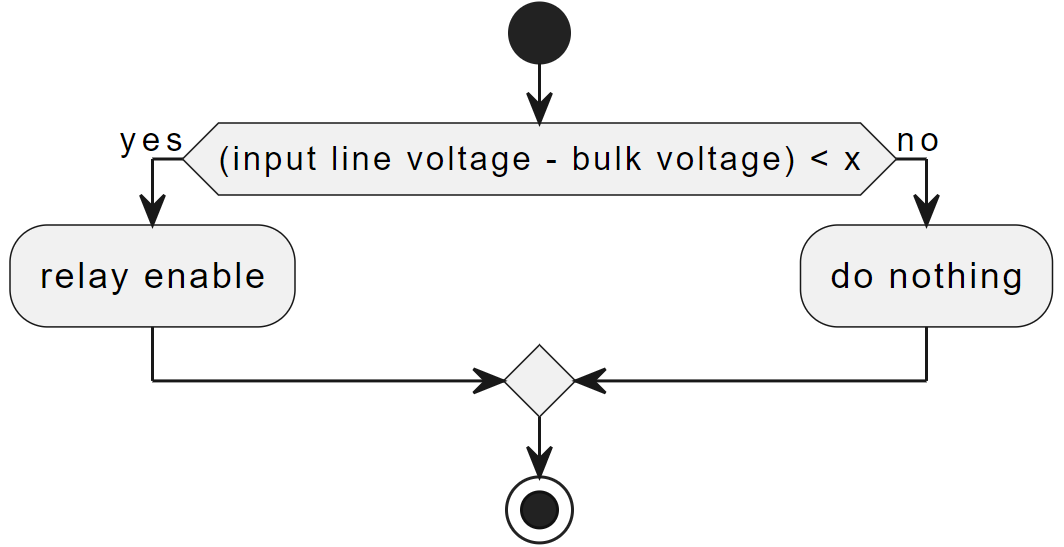 yes
(input line voltage - bulk voltage) < x
no
relay enable
do nothing